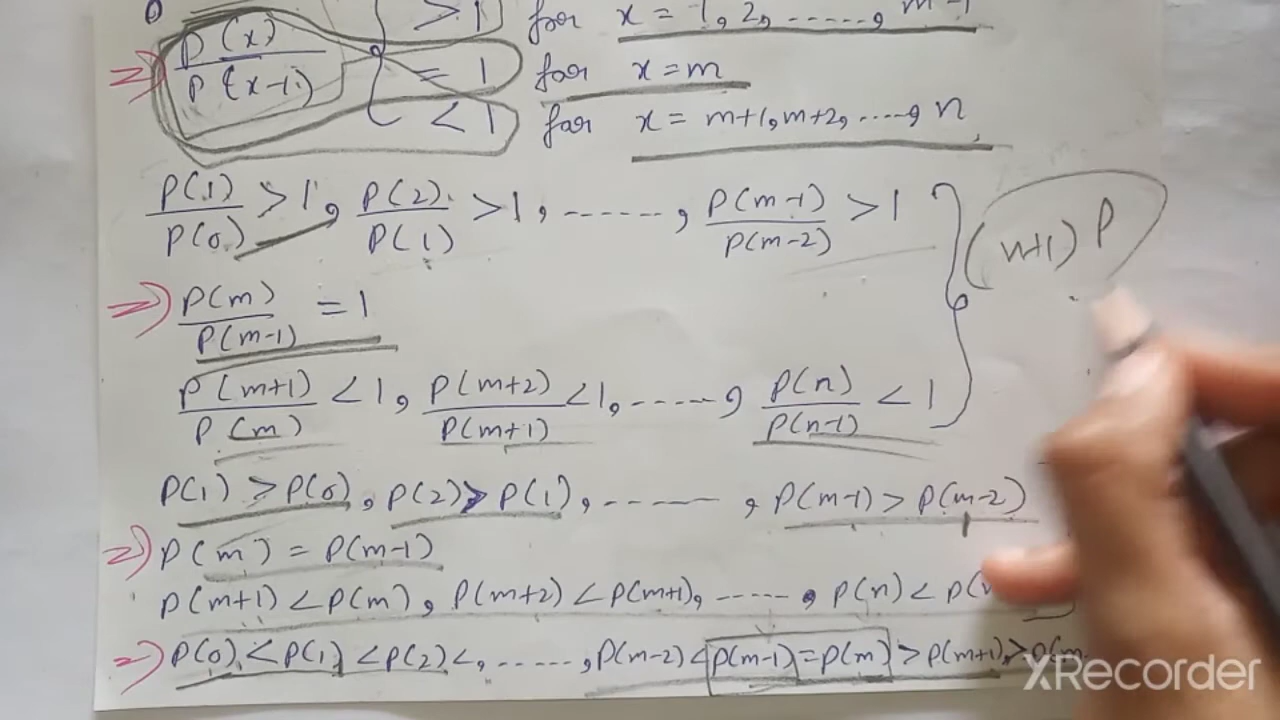 > 1 for x = 1, 2, ......, m-1
=> P(x)/P(x-1) = 1 for x = m
< 1 for x = m+1, m+2, ...., n
P(1)/P(0) > 1, P(2)/P(1) > 1, ......, P(m-1)/P(m-2) > 1
(n+1) P
=> P(m)/P(m-1) = 1
P(m+1)/P(m) < 1, P(m+2)/P(m+1) < 1, ....., P(n)/P(n-1) < 1
P(1) > P(0), P(2) > P(1), ......, P(m-1) > P(m-2)
=> P(m) = P(m-1)
P(m+1) < P(m), P(m+2) < P(m+1), ....., P(n) < P(
=> P(0) < P(1) < P(2) <, ......, P(m-2) < P(m-1) = P(m) > P(m+1) > P(m
XRecorder